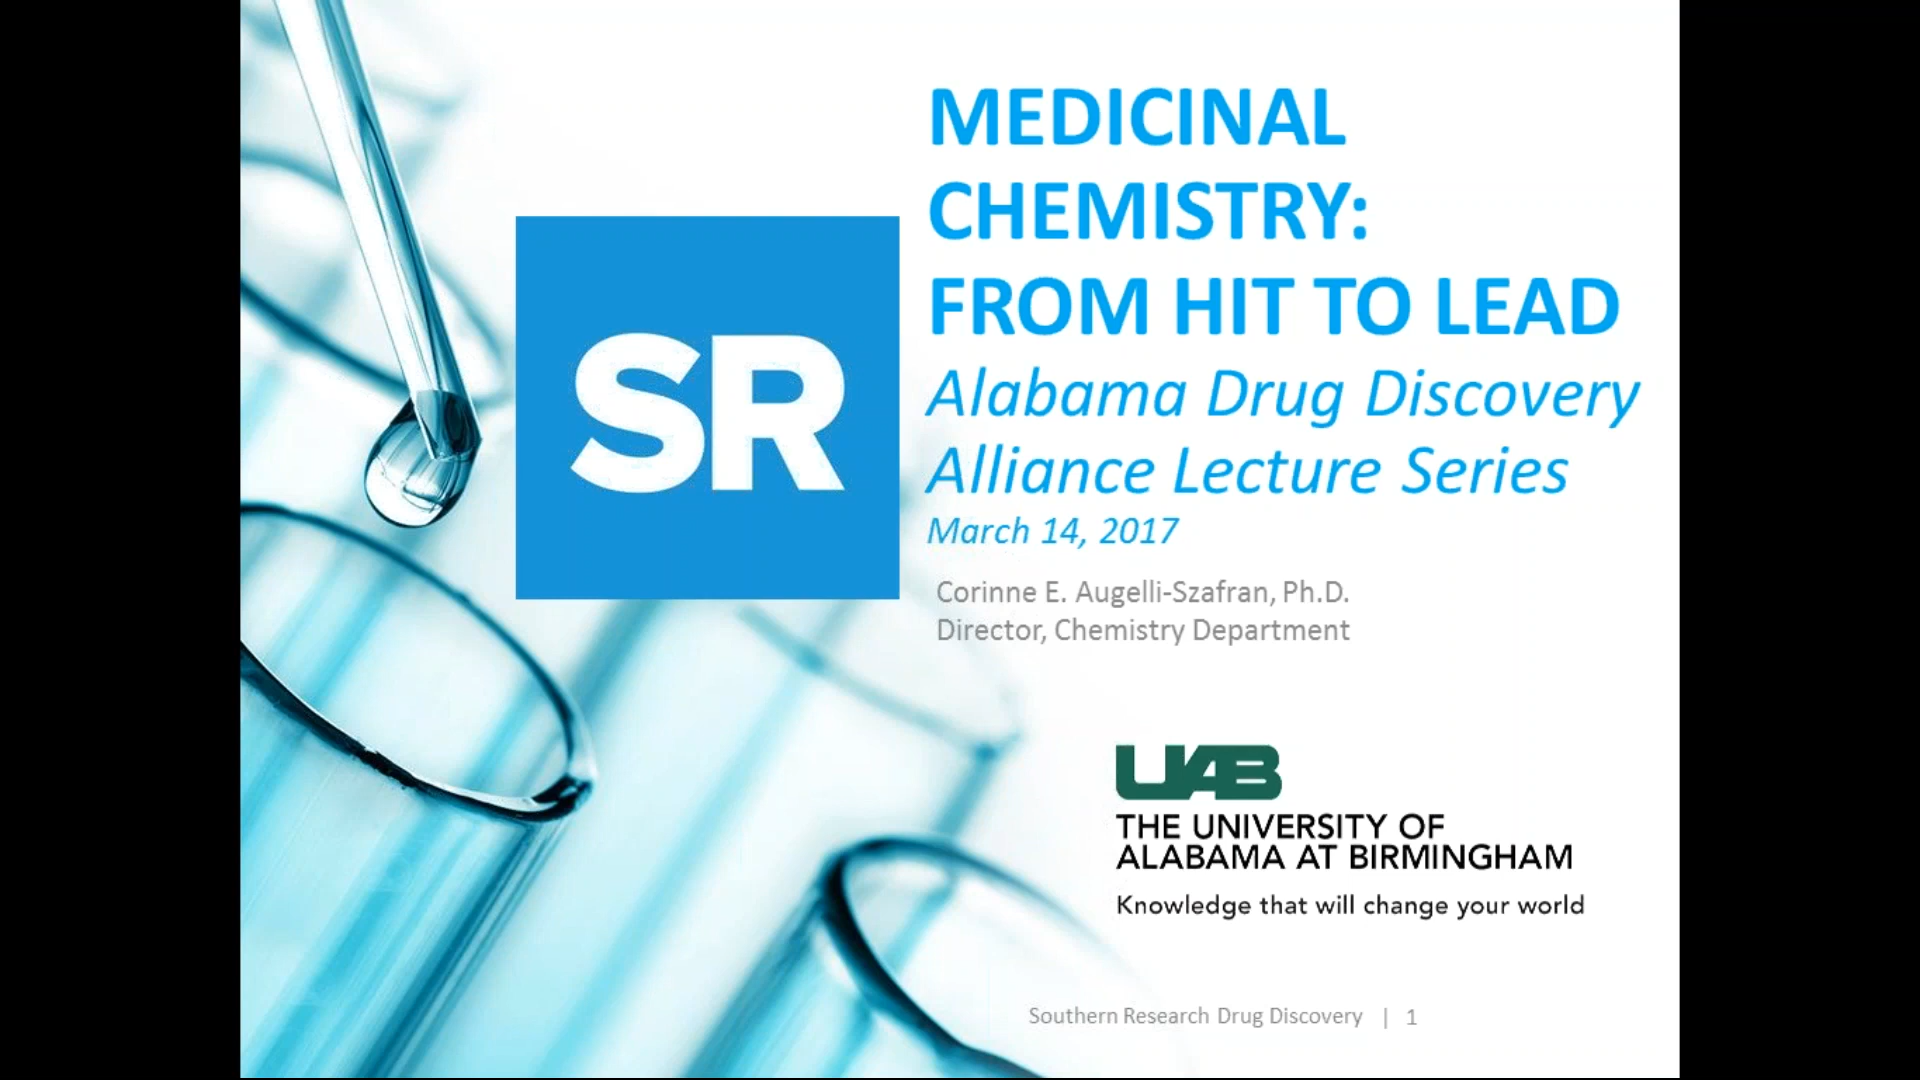 MEDICINAL
CHEMISTRY:
FROM HIT TO LEAD
Alabama Drug Discovery
Alliance Lecture Series
March 14, 2017
SR
Corinne E. Augelli-Szafran, Ph.D.
Director, Chemistry Department
UAB
THE UNIVERSITY OF
ALABAMA AT BIRMINGHAM
Knowledge that will change your world
Southern Research Drug Discovery | 1